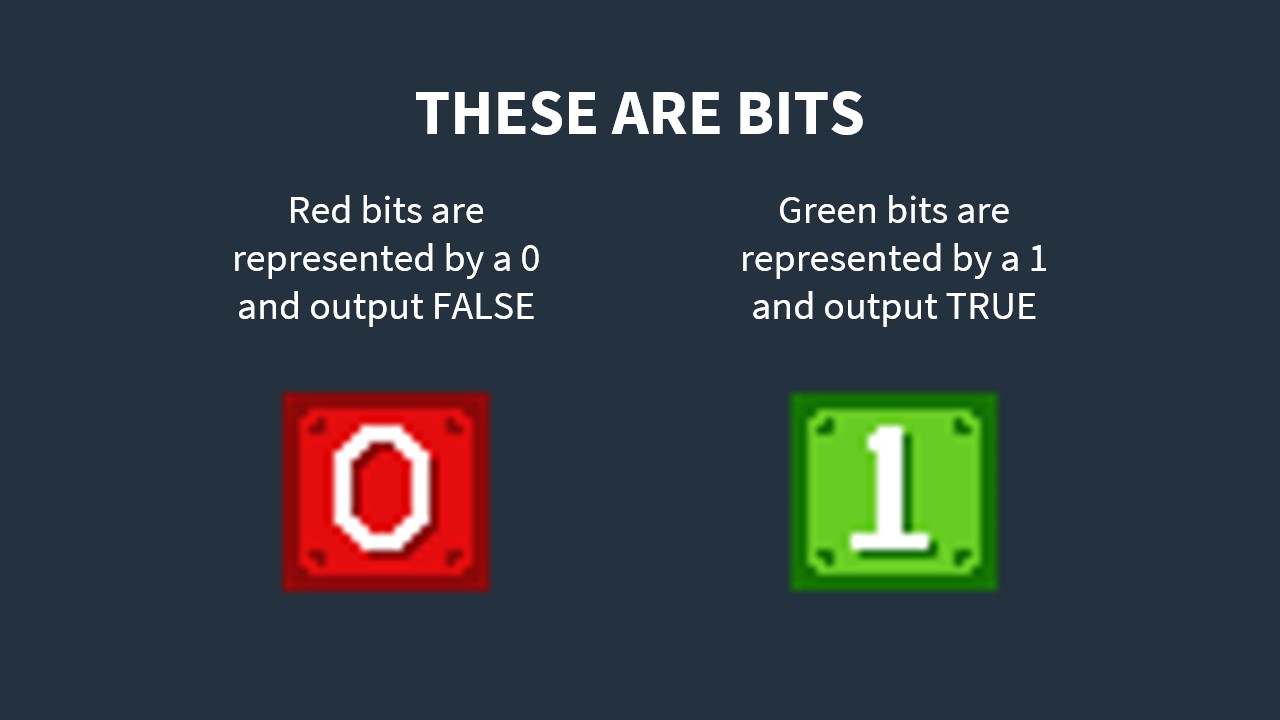 THESE ARE BITS
Red bits are
represented by a 0
and output FALSE
Green bits are
represented by a 1
and output TRUE
0
1